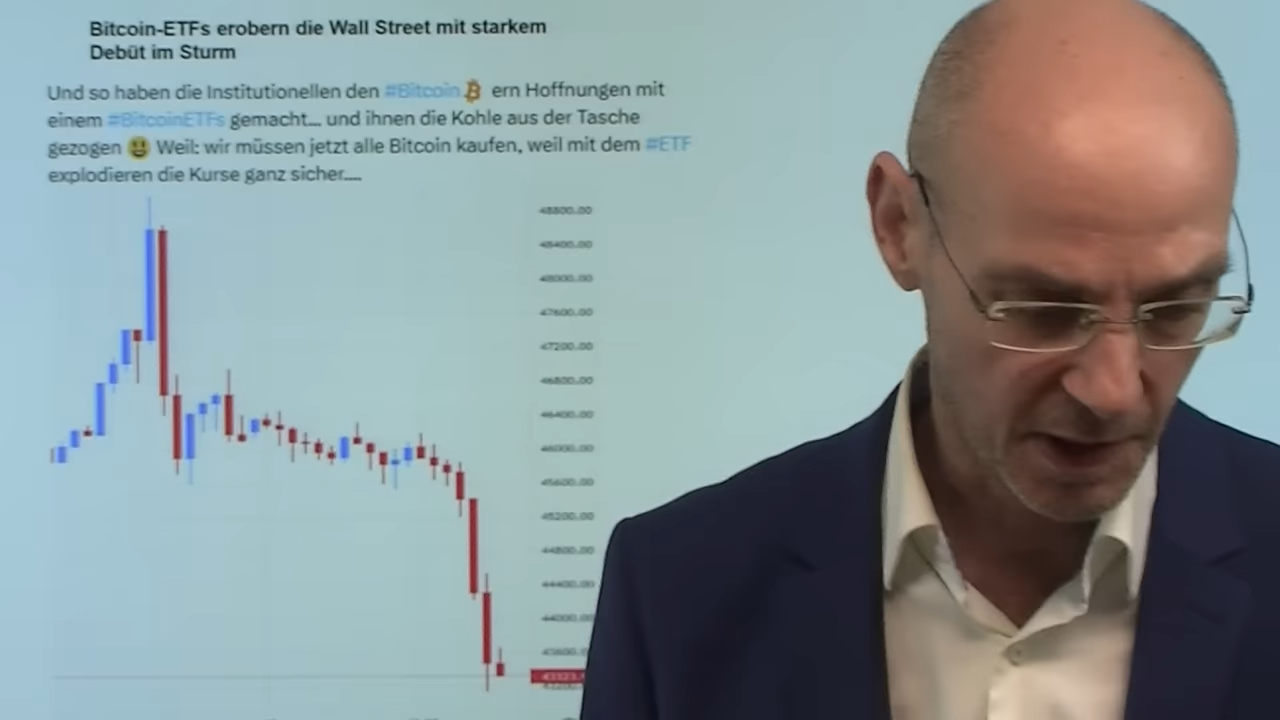 Bitcoin-ETFs erobern die Wall Street mit starkem
Debüt im Sturm
Und so haben die Institutionellen den #Bitcoin ern Hoffnungen mit
einem #BitcoinETFs gemacht... und ihnen die Kohle aus der Tasche
gezogen 😃 Weil: wir müssen jetzt alle Bitcoin kaufen, weil mit dem #ETF
explodieren die Kurse ganz sicher....
48800.00
48400.00
48000.00
47600.00
47200.00
46800.00
46400.00
46000.00
45600.00
45200.00
44800.00
44400.00
44000.00
43600.00